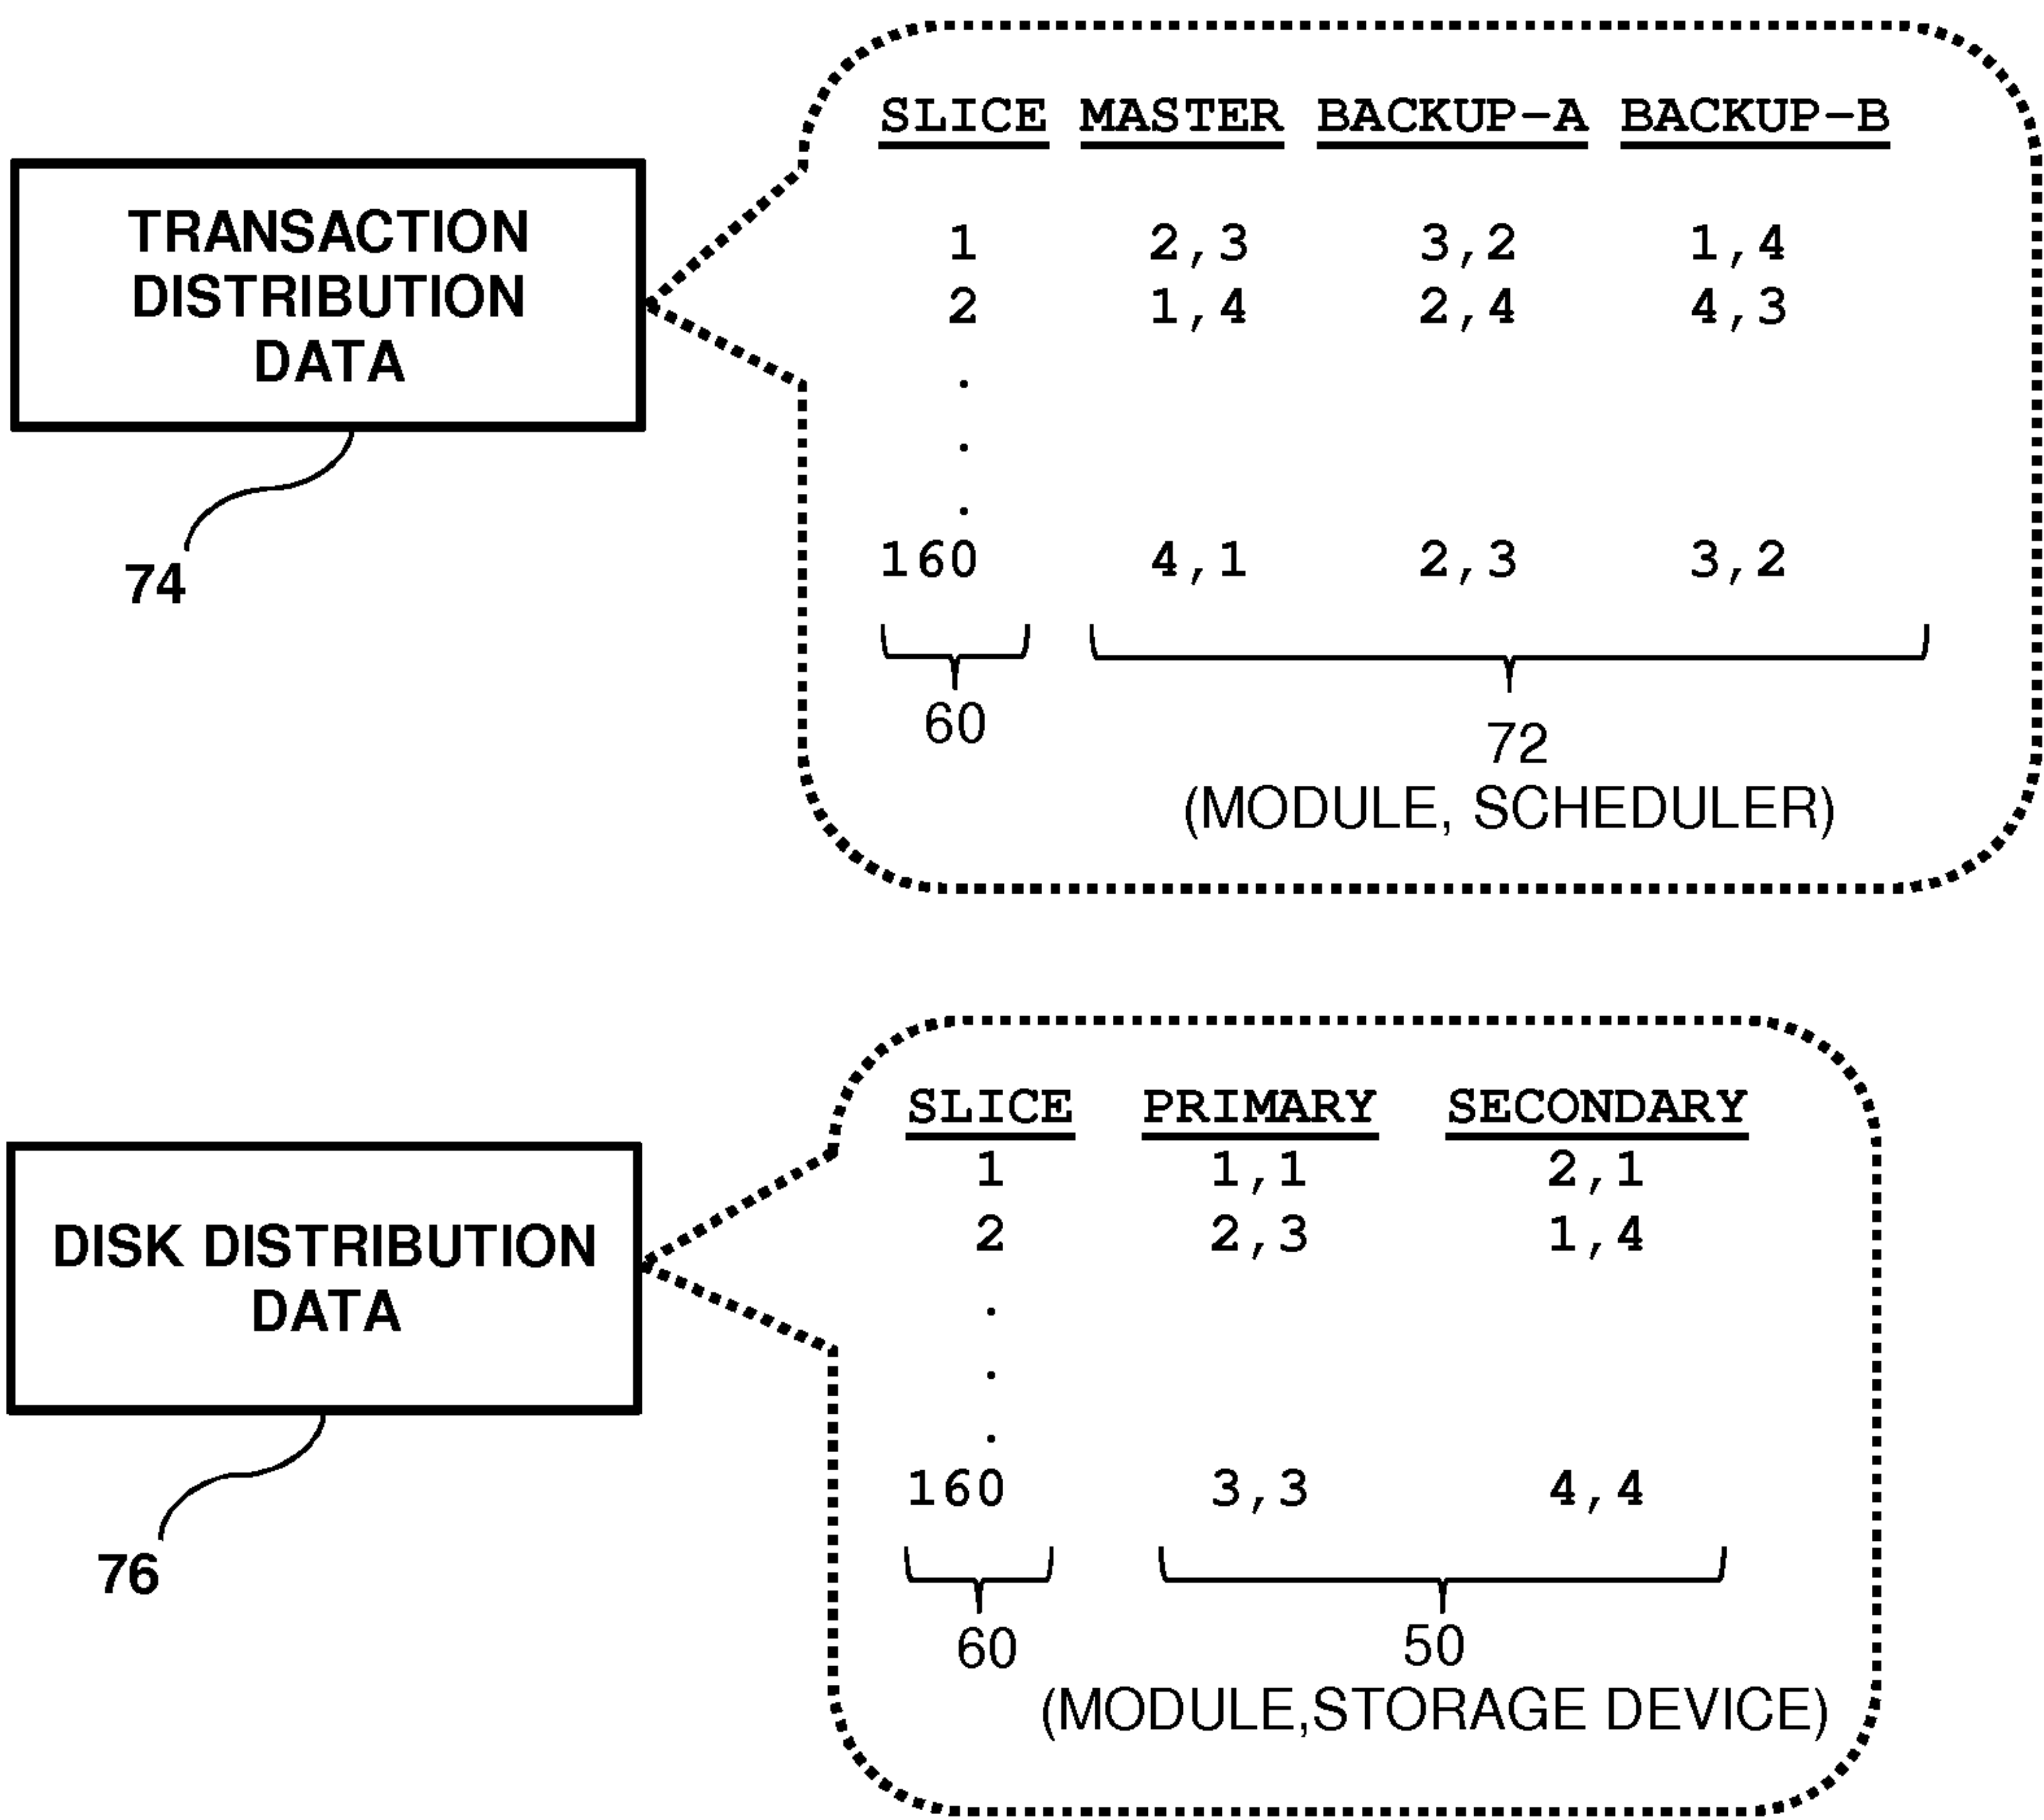 SLICE MASTER BACKUP-A BACKUP-B
TRANSACTION
DISTRIBUTION
DATA
1 2,3 3,2 1,4
2 1,4 2,4 4,3
.
.
.
160 4,1 2,3 3,2
74
60
72
(MODULE, SCHEDULER)
SLICE PRIMARY SECONDARY
1 1,1 2,1
2 2,3 1,4
DISK DISTRIBUTION
DATA
.
.
.
160 3,3 4,4
76
60
50
(MODULE,STORAGE DEVICE)